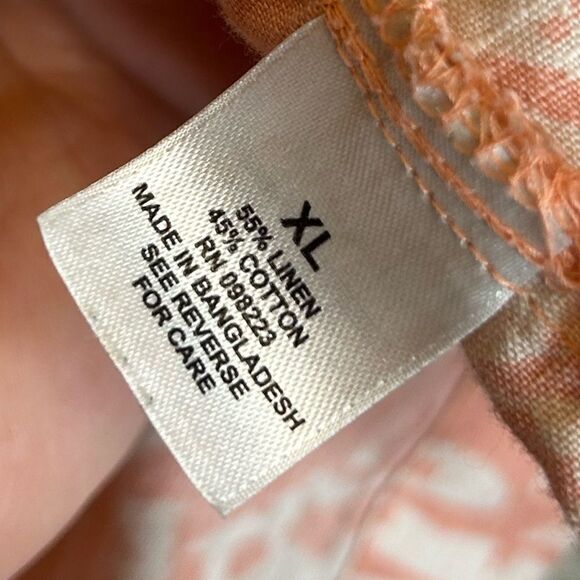 XL
55% LINEN
45% COTTON
RN 098223
MADE IN BANGLADESH
SEE REVERSE
FOR CARE